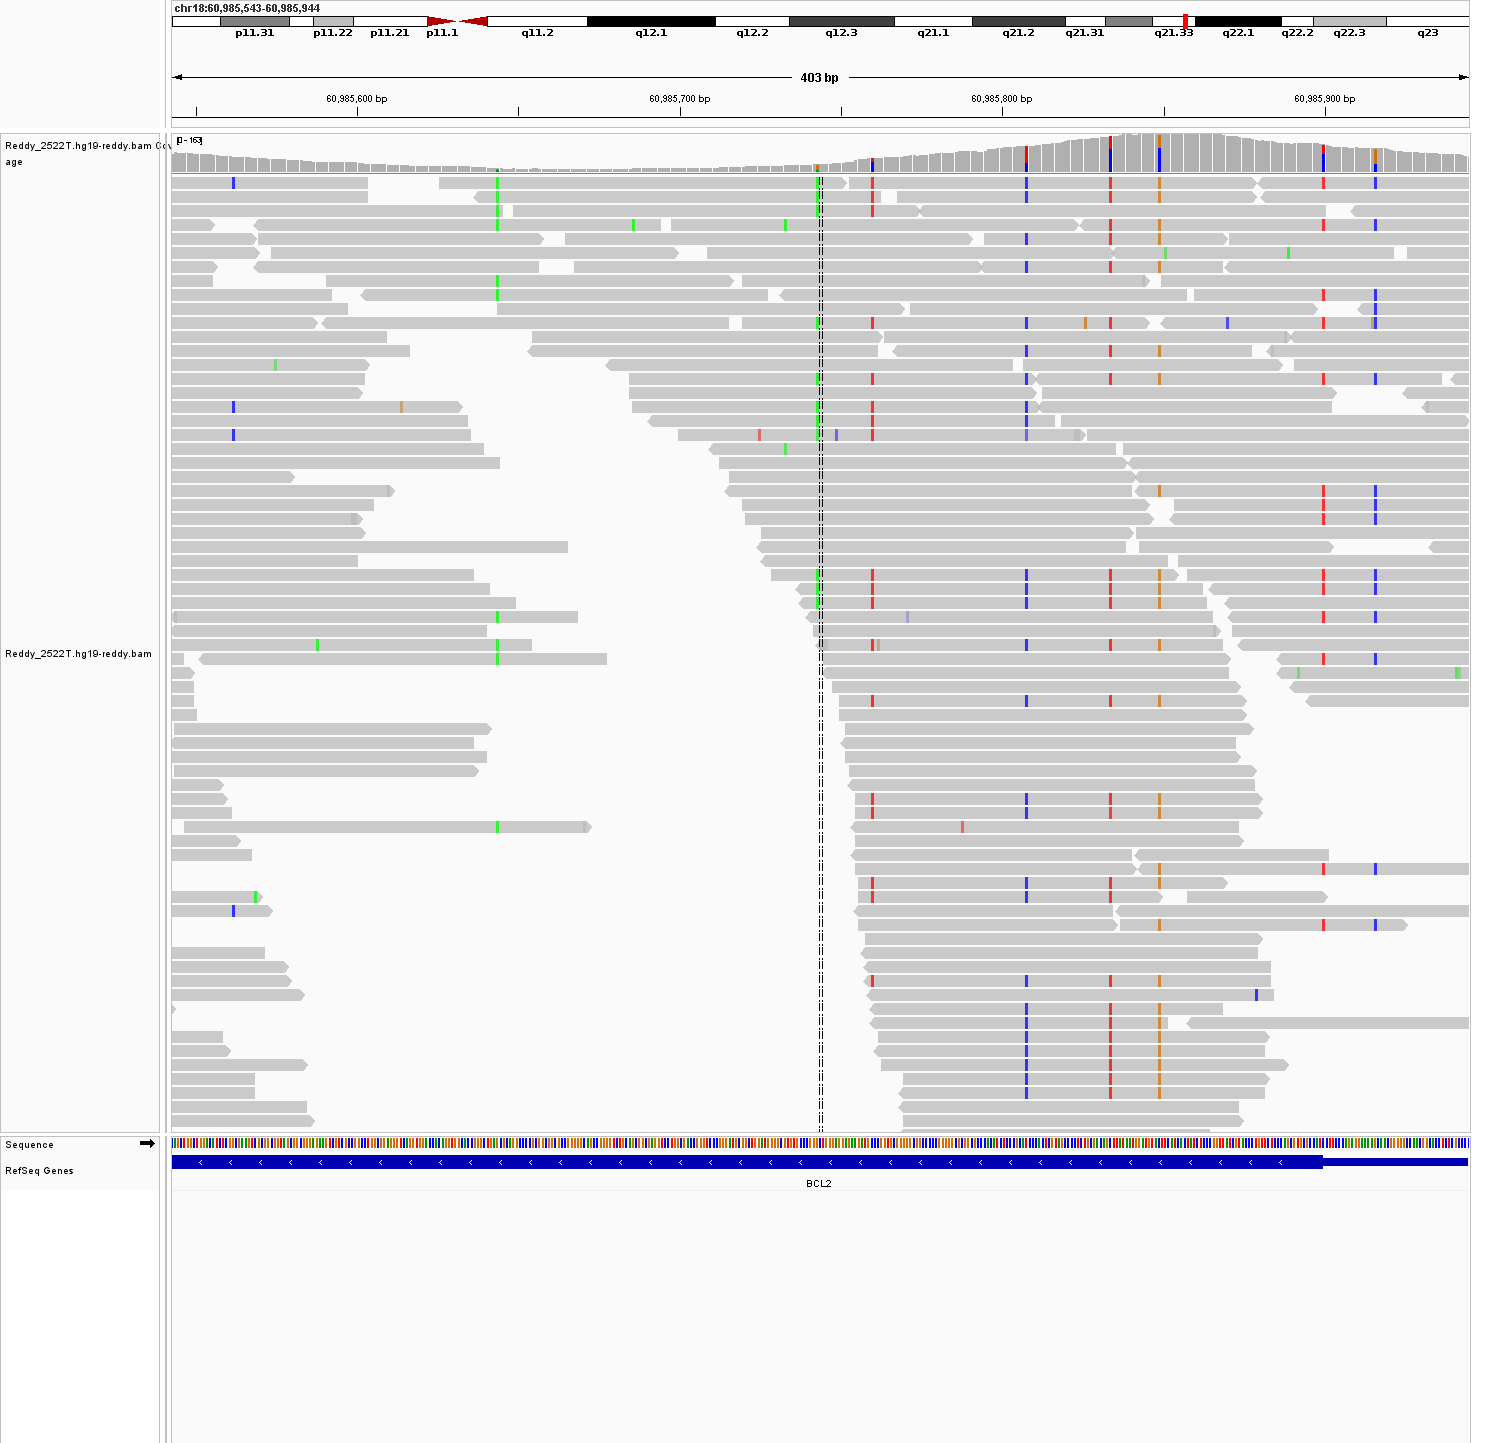 chr18:60,985,543-60,985,944
p11.31 p11.22 p11.21 p11.1 q11.2 q12.1 q12.2 q12.3 q21.1 q21.2 q21.31 q21.33 q22.1 q22.2 q22.3 q23
403 bp
60,985,600 bp 60,985,700 bp 60,985,800 bp 60,985,900 bp
[0 - 163]
Reddy_2522T.hg19-reddy.bam Cov
age
Reddy_2522T.hg19-reddy.bam
Sequence
RefSeq Genes
BCL2